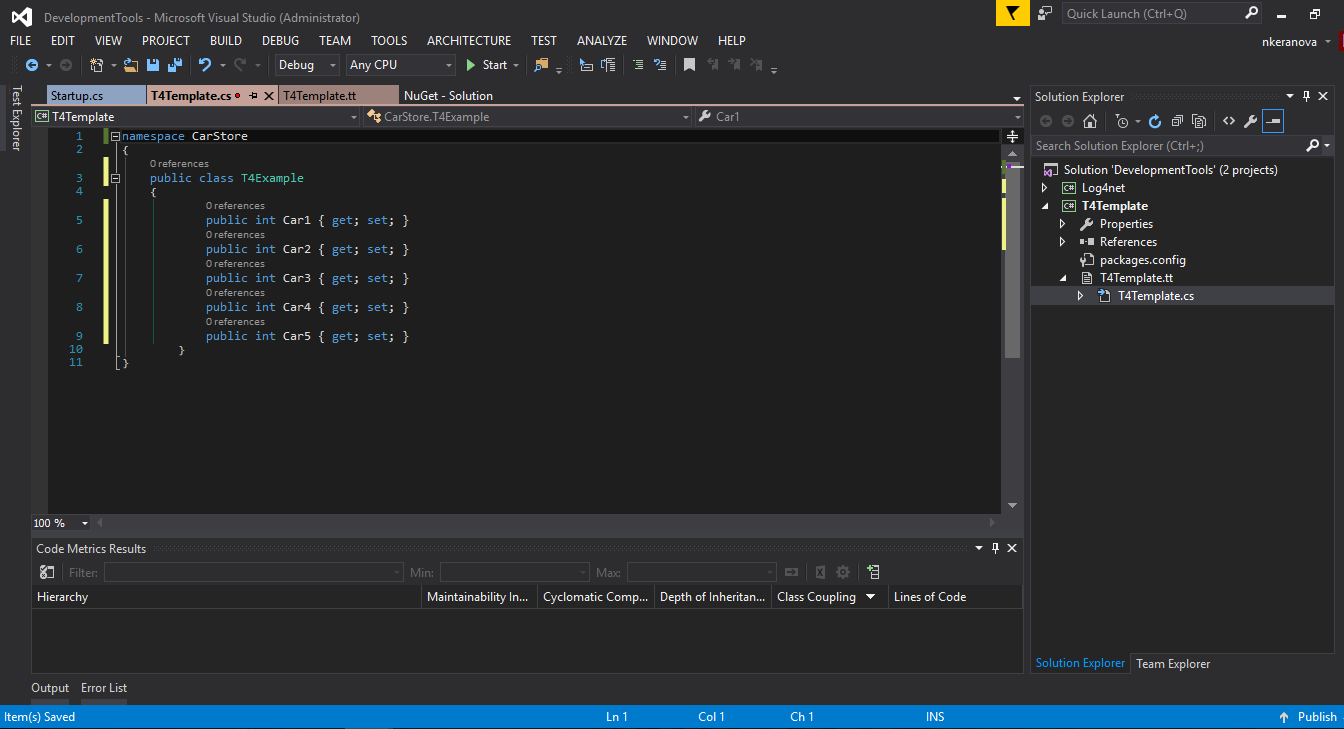 DevelopmentTools - Microsoft Visual Studio (Administrator)
Quick Launch (Ctrl+Q)
FILE EDIT VIEW PROJECT BUILD DEBUG TEAM TOOLS ARCHITECTURE TEST ANALYZE WINDOW HELP
nkeranova
Debug Any CPU Start
Test Explorer
Startup.cs T4Template.cs T4Template.tt NuGet - Solution
T4Template CarStore.T4Example Car1
1 namespace CarStore
2 {
0 references
3 public class T4Example
4 {
0 references
5 public int Car1 { get; set; }
0 references
6 public int Car2 { get; set; }
0 references
7 public int Car3 { get; set; }
0 references
8 public int Car4 { get; set; }
0 references
9 public int Car5 { get; set; }
10 }
11 }
100 %
Code Metrics Results
Filter: Min: Max:
Hierarchy Maintainability In... Cyclomatic Comp... Depth of Inheritan... Class Coupling Lines of Code
Output Error List
Solution Explorer
Search Solution Explorer (Ctrl+;)
Solution 'DevelopmentTools' (2 projects)
C# Log4net
C# T4Template
Properties
References
packages.config
T4Template.tt
T4Template.cs
Solution Explorer Team Explorer
Item(s) Saved Ln 1 Col 1 Ch 1 INS Publish